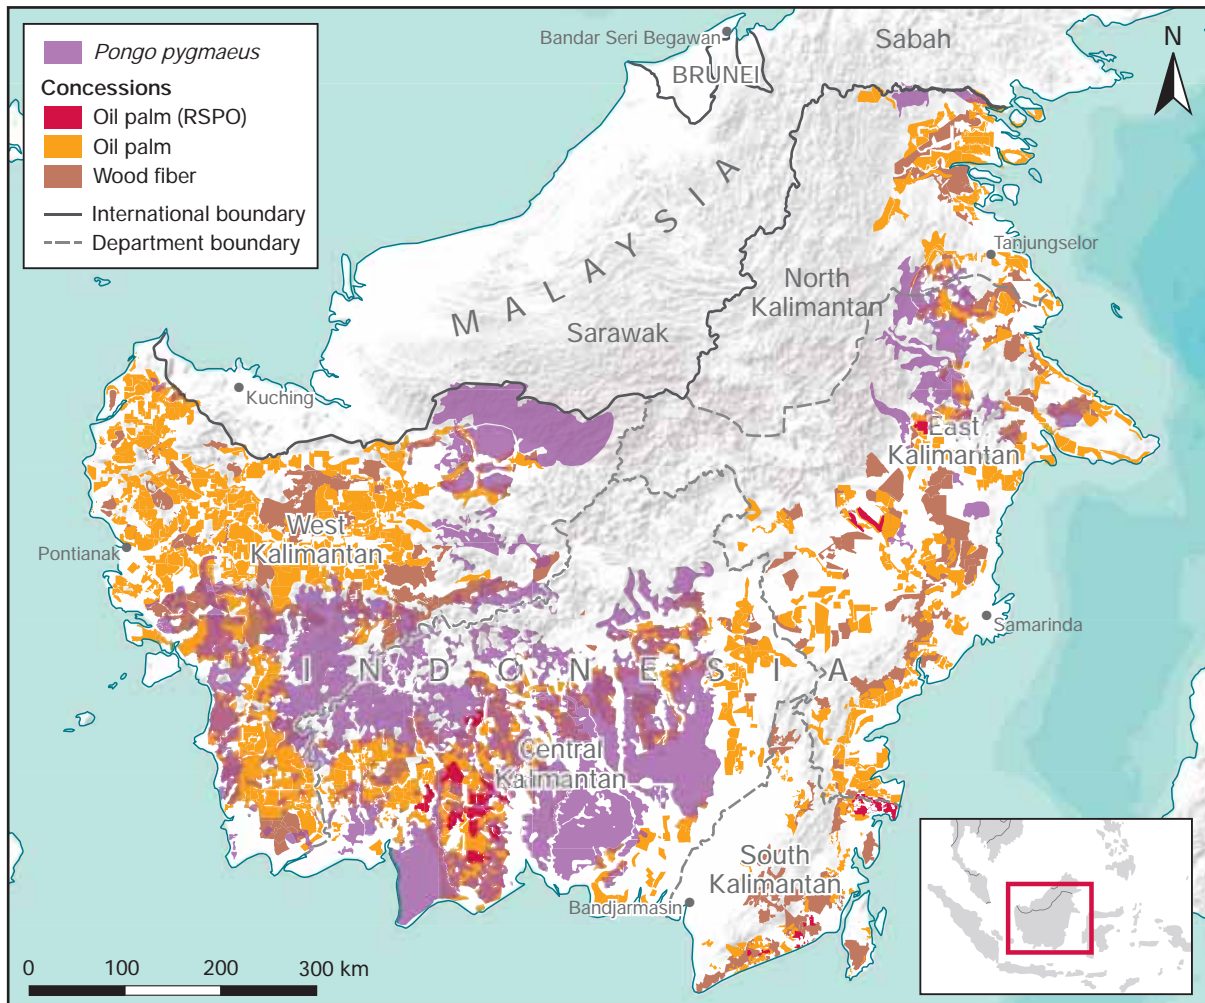 Pongo pygmaeus
Concessions
Oil palm (RSPO)
Oil palm
Wood fiber
International boundary
Department boundary
Bandar Seri Begawan
BRUNEI
Sabah
N
MALAYSIA
Sarawak
North
Kalimantan
Tanjungselor
Kuching
East
Kalimantan
West
Kalimantan
Pontianak
Samarinda
INDONESIA
Central
Kalimantan
South
Kalimantan
Bandjarmasin
0 100 200 300 km